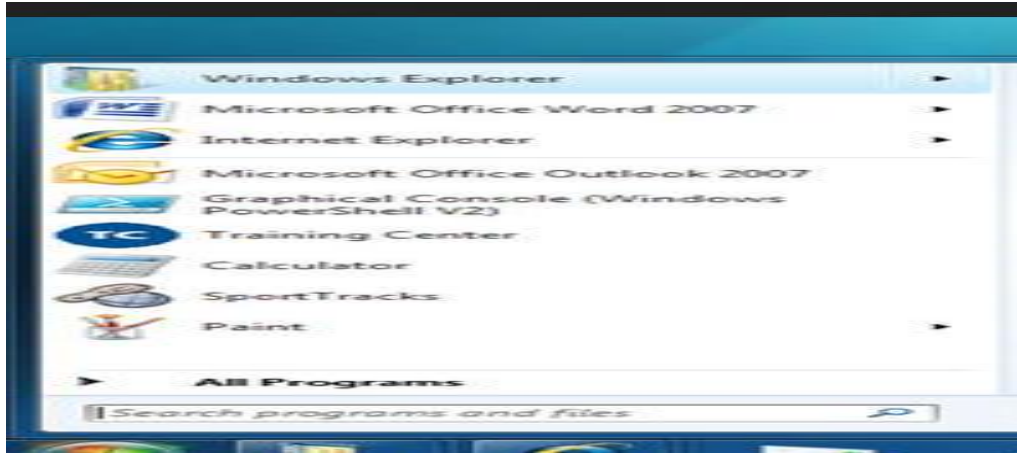 Windows Explorer
Microsoft Office Word 2007
Internet Explorer
Microsoft Office Outlook 2007
Graphical Console (Windows
PowerShell V2)
TC Training Center
Calculator
SportTracks
Paint
All Programs
Search programs and files